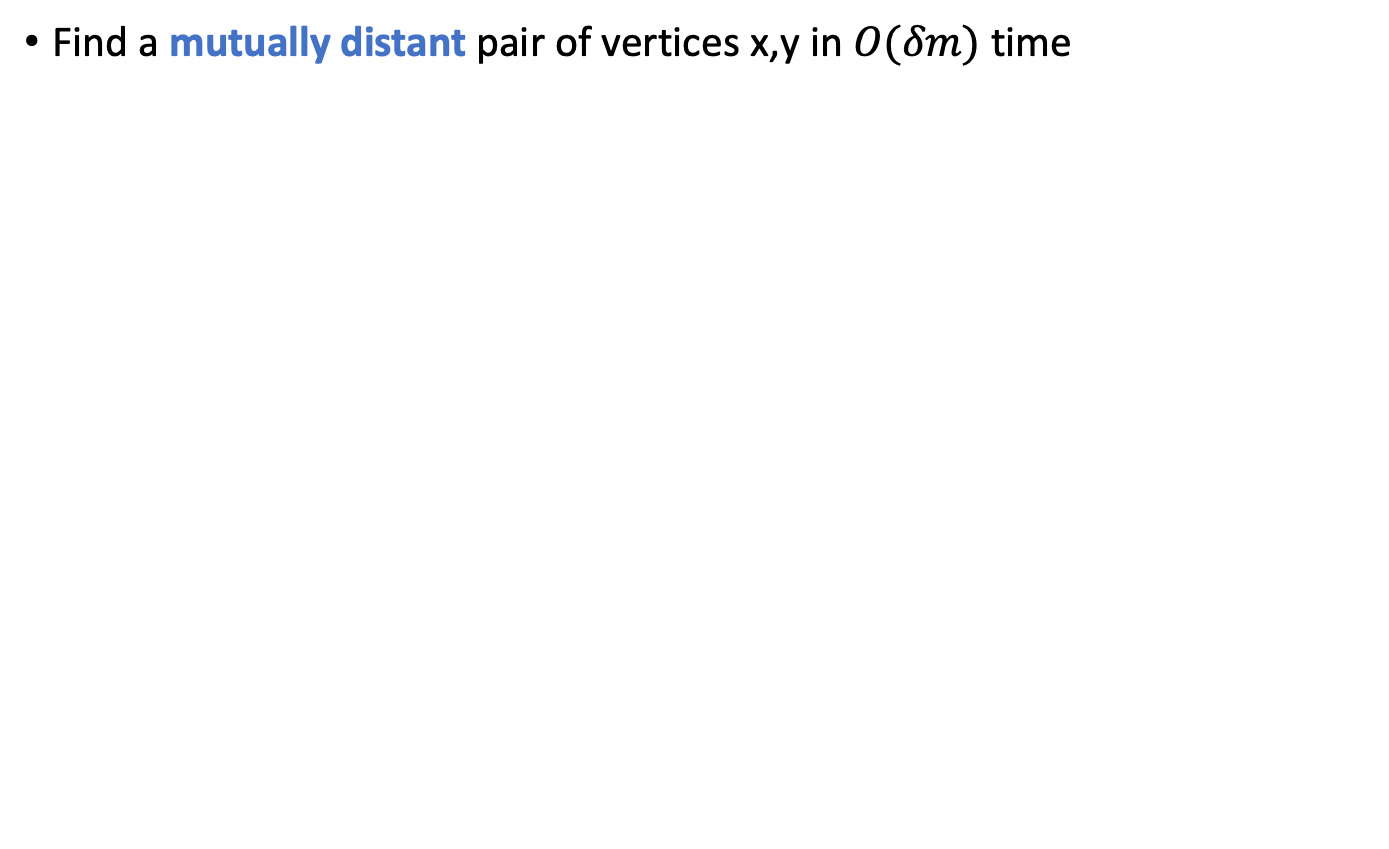 • Find a mutually distant pair of vertices x,y in O(δm) time